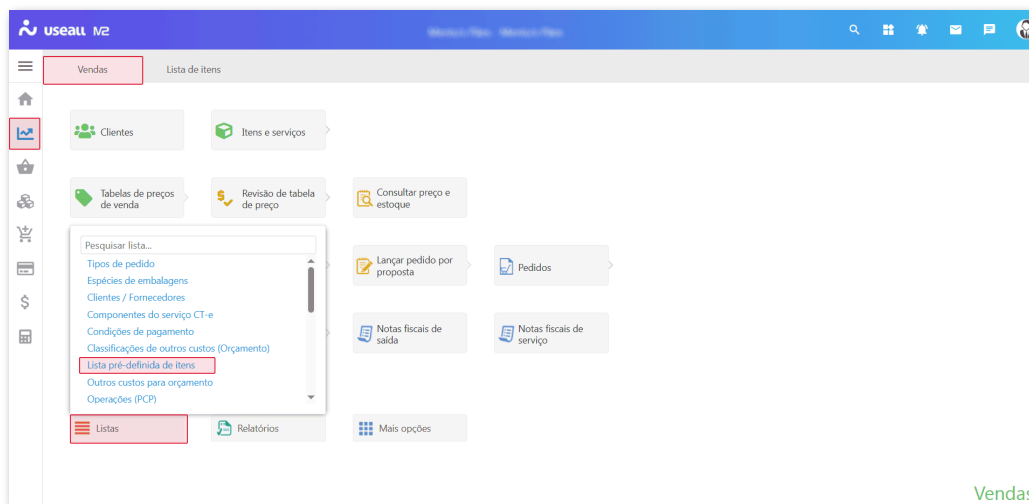 useall M2
Vendas
Lista de itens
Clientes
Itens e serviços
Tabelas de preços
de venda
Revisão de tabela
de preço
Consultar preço e
estoque
Pesquisar lista...
Tipos de pedido
Espécies de embalagens
Clientes / Fornecedores
Componentes do serviço CT-e
Condições de pagamento
Classificações de outros custos (Orçamento)
Lista pré-definida de itens
Outros custos para orçamento
Operações (PCP)
Lançar pedido por
proposta
Pedidos
Notas fiscais de
saída
Notas fiscais de
serviço
Listas
Relatórios
Mais opções
Vendas